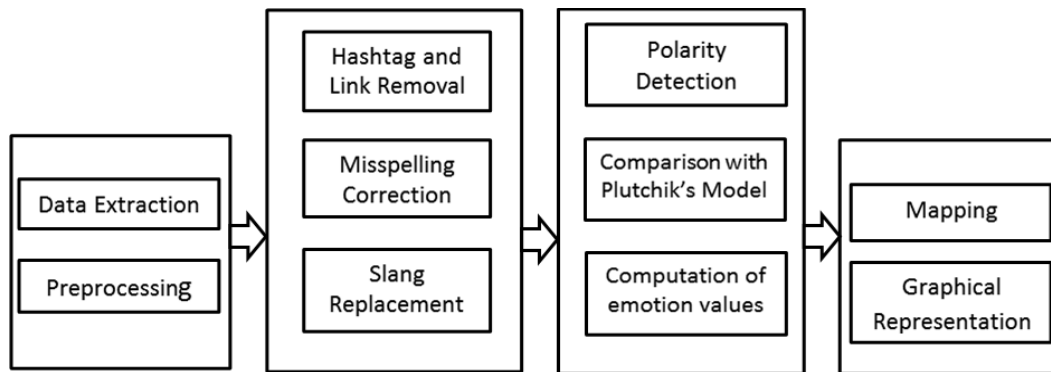 Data Extraction
Preprocessing
Hashtag and
Link Removal
Misspelling
Correction
Slang
Replacement
Polarity
Detection
Comparison with
Plutchik's Model
Computation of
emotion values
Mapping
Graphical
Representation